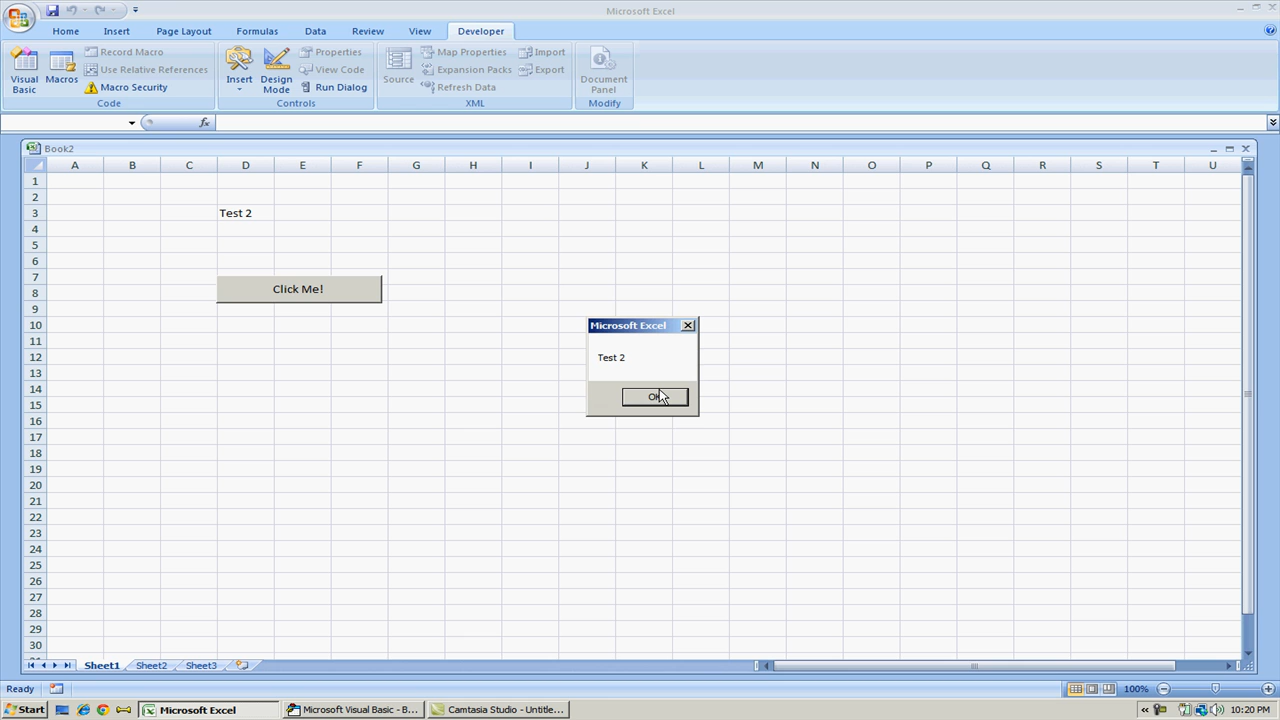 Microsoft Excel
Home Insert Page Layout Formulas Data Review View Developer
Visual Basic
Macros
Record Macro
Use Relative References
Macro Security
Code
Insert
Design Mode
Properties
View Code
Run Dialog
Controls
Source
Map Properties
Expansion Packs
Refresh Data
Import
Export
XML
Document Panel
Modify
fx
Book2
A B C D E F G H I J K L M N O P Q R S T U
1
2
3 Test 2
4
5
6
7
Click Me!
8
9
10
Microsoft Excel
11
12
Test 2
13
14
OK
15
16
17
18
19
20
21
22
23
24
25
26
27
28
29
30
Sheet1 Sheet2 Sheet3
Ready 100%
Start Microsoft Excel Microsoft Visual Basic - B... Camtasia Studio - Untitle... 10:20 PM